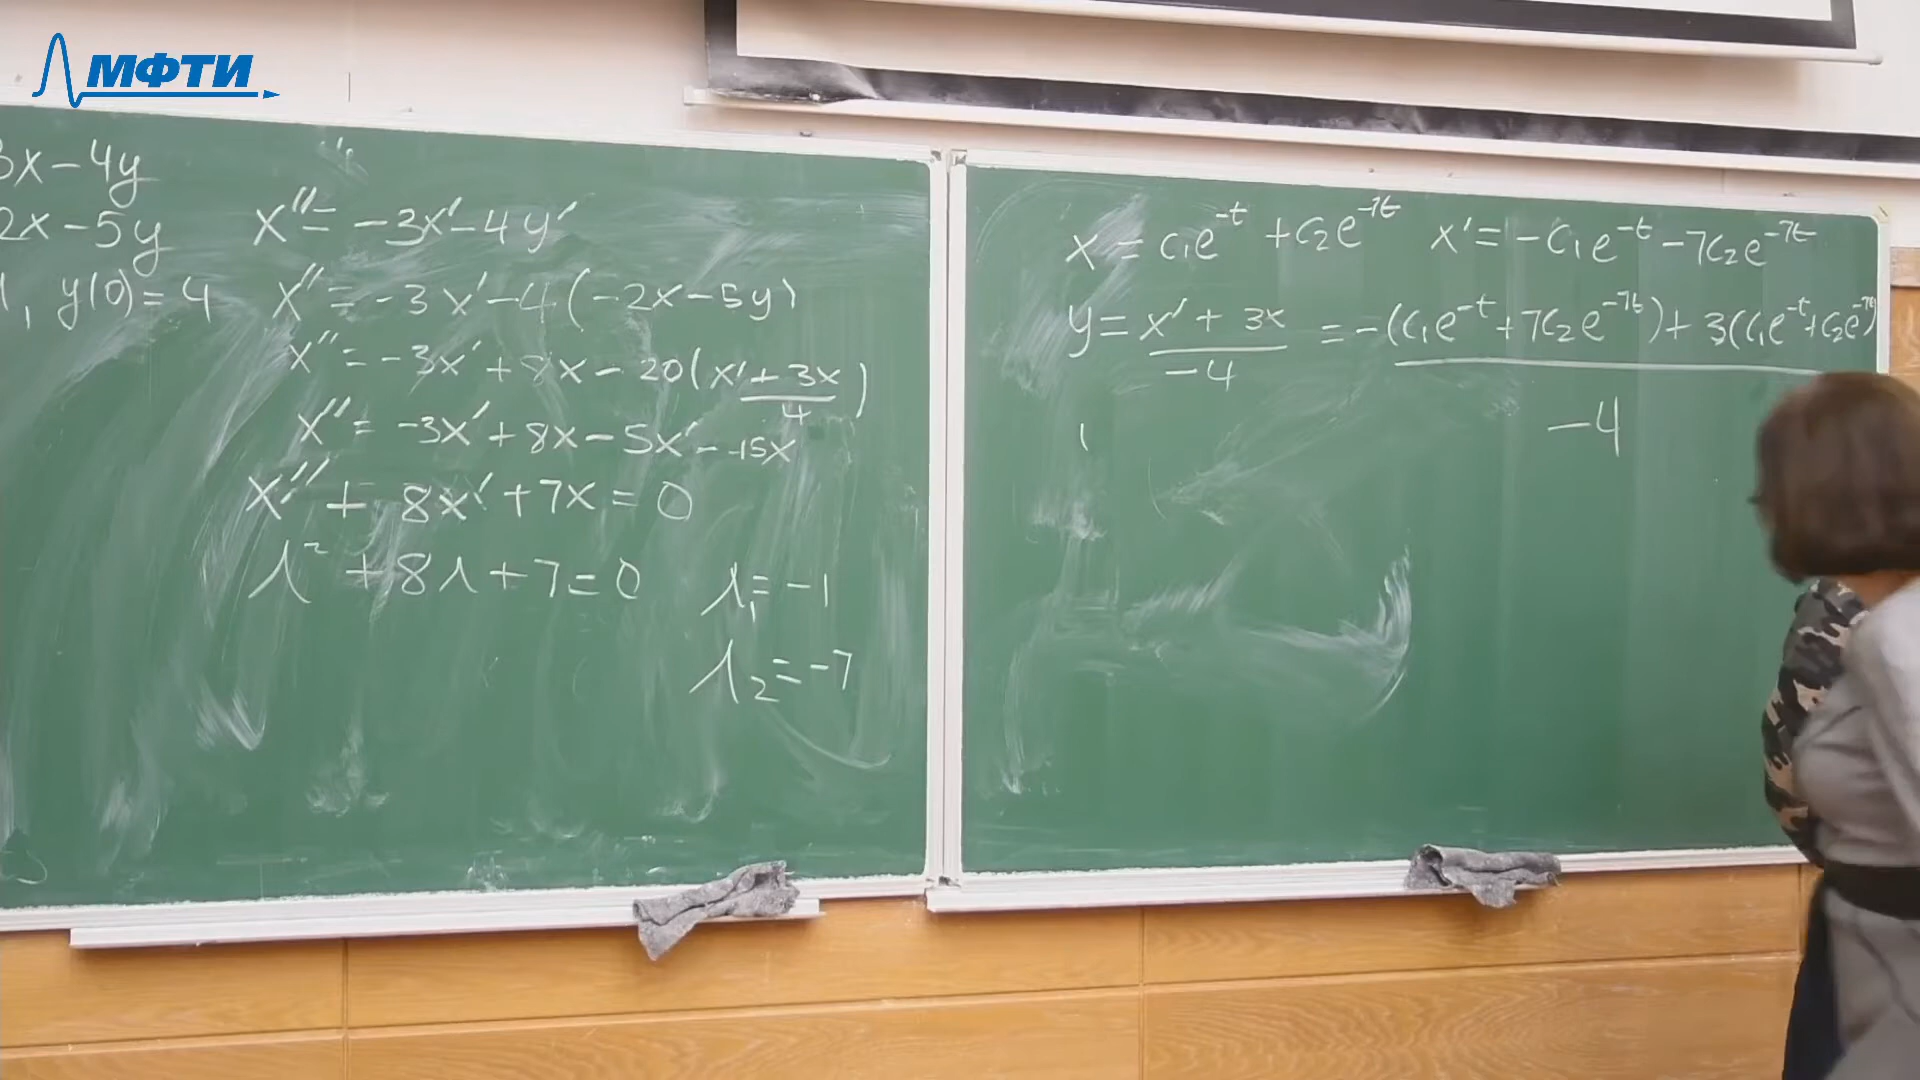 МФТИ
3x - 4y
2x - 5y
, y(0) = 4
x'' = -3x' - 4y'
x'' = -3x' - 4(-2x - 5y)
x'' = -3x' + 8x - 20(x' + 3x / 4)
x'' = -3x' + 8x - 5x' - 15x
x'' + 8x' + 7x = 0
λ² + 8λ + 7 = 0
λ₁ = -1
λ₂ = -7
x = c₁e^{-t} + c₂e^{-7t} x' = -c₁e^{-t} - 7c₂e^{-7t}
y = x' + 3x / -4 = -(c₁e^{-t} + 7c₂e^{-7t}) + 3(c₁e^{-t} + c₂e^{-7t}) / -4